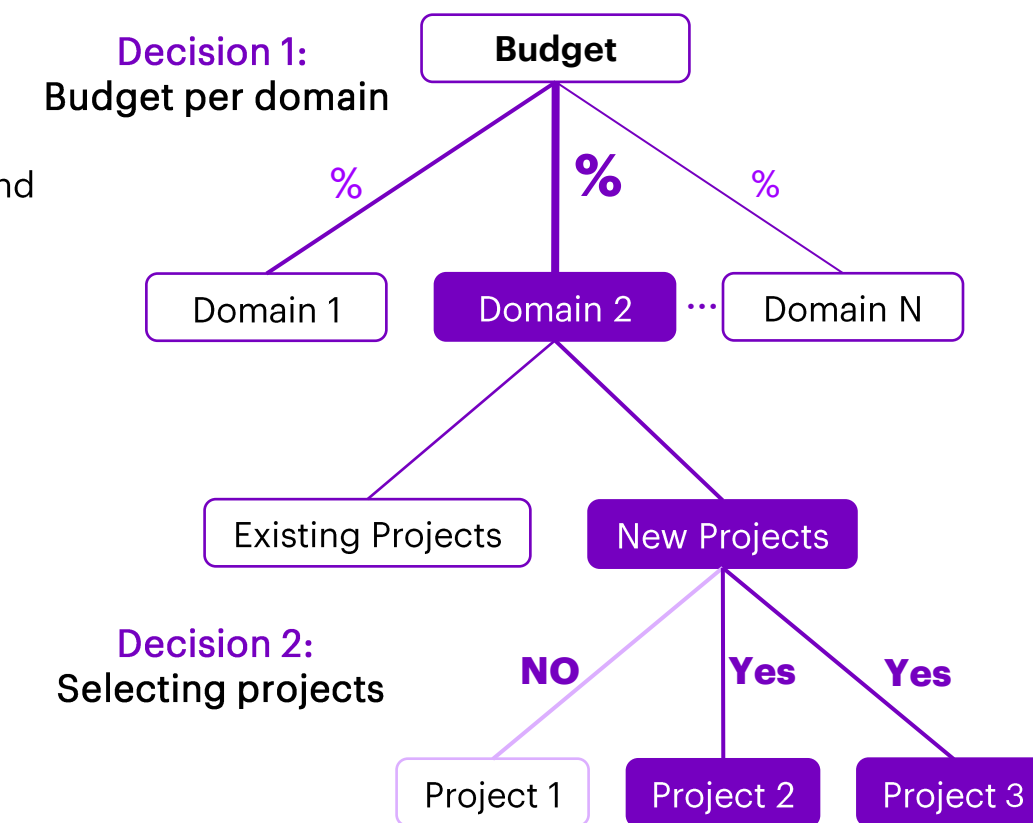 Decision 1:
Budget per domain
Budget
nd
%
%
%
Domain 1
Domain 2
...
Domain N
Existing Projects
New Projects
Decision 2:
Selecting projects
NO
Yes
Yes
Project 1
Project 2
Project 3